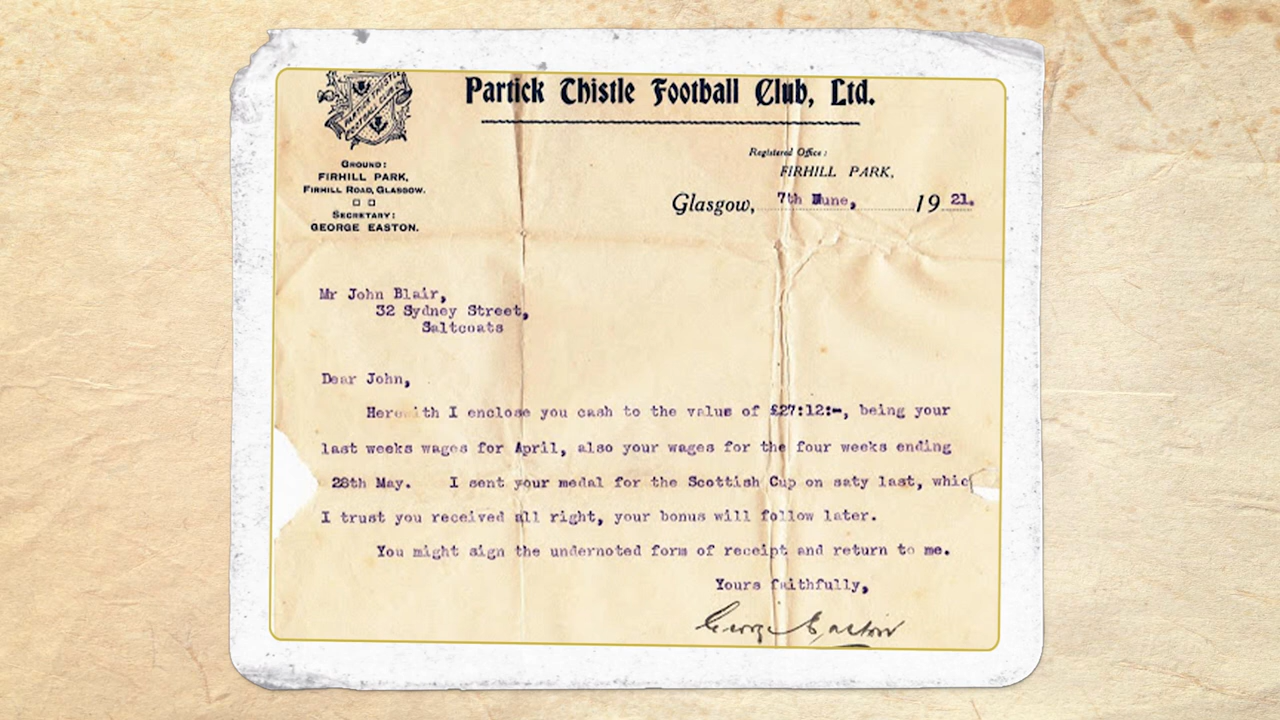 Partick Thistle Football Club, Ltd.
GROUND:
FIRHILL PARK,
FIRHILL ROAD, GLASGOW.
SECRETARY:
GEORGE EASTON.
Registered Office:
FIRHILL PARK,
Glasgow, 7th June, 1921.
Mr John Blair,
32 Sydney Street,
Saltcoats
Dear John,
Herewith I enclose you cash to the value of £27:12:-, being your
last weeks wages for April, also your wages for the four weeks ending
28th May. I sent your medal for the Scottish Cup on saty last, whic
I trust you received all right, your bonus will follow later.
You might sign the undernoted form of receipt and return to me.
Yours faithfully,
George Easton